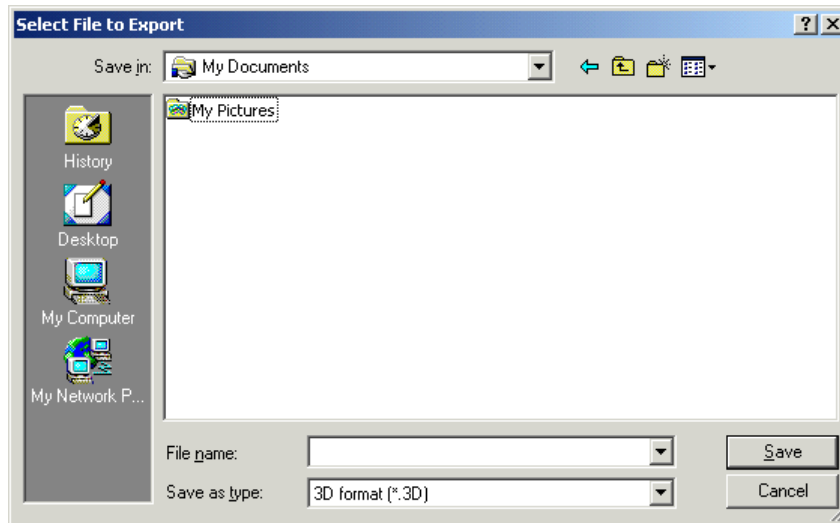 Select File to Export
Save in: My Documents
My Pictures
History
Desktop
My Computer
My Network P...
File name: Save
Save as type: 3D format (*.3D) Cancel